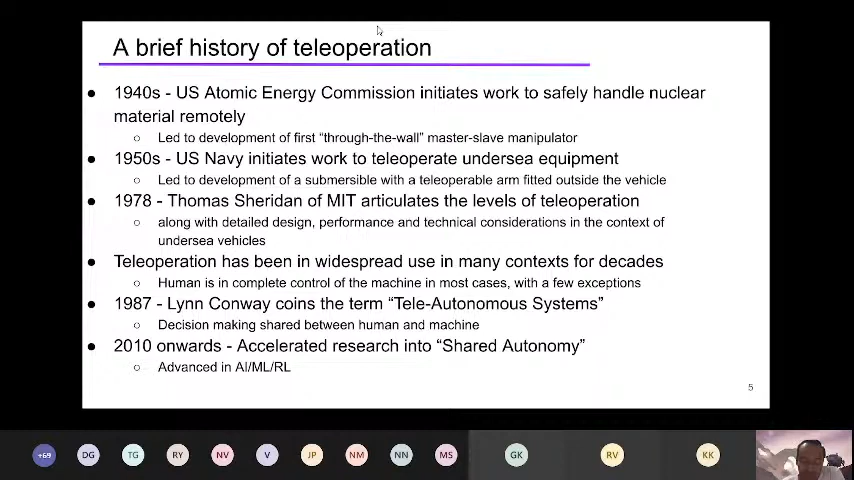 A brief history of teleoperation
● 1940s - US Atomic Energy Commission initiates work to safely handle nuclear
material remotely
○ Led to development of first “through-the-wall” master-slave manipulator
● 1950s - US Navy initiates work to teleoperate undersea equipment
○ Led to development of a submersible with a teleoperable arm fitted outside the vehicle
● 1978 - Thomas Sheridan of MIT articulates the levels of teleoperation
○ along with detailed design, performance and technical considerations in the context of
undersea vehicles
● Teleoperation has been in widespread use in many contexts for decades
○ Human is in complete control of the machine in most cases, with a few exceptions
● 1987 - Lynn Conway coins the term “Tele-Autonomous Systems”
○ Decision making shared between human and machine
● 2010 onwards - Accelerated research into “Shared Autonomy”
○ Advanced in AI/ML/RL
5
+69 DG TG RY NV V JP NM NN MS GK RV KK